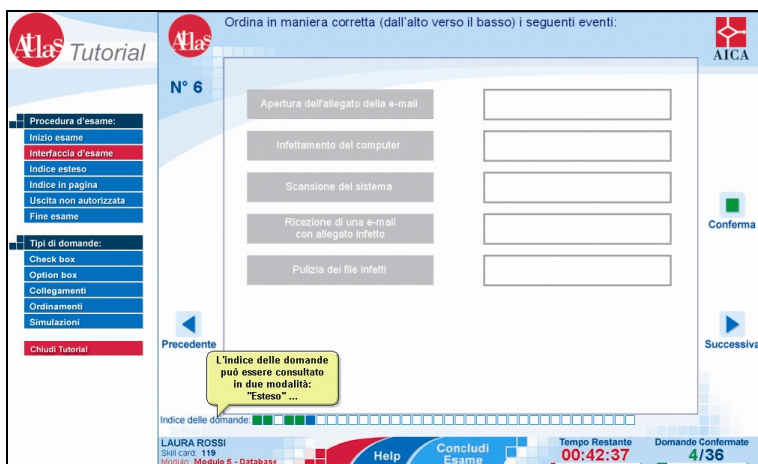 Atlas Tutorial
Atlas
Ordina in maniera corretta (dall'alto verso il basso) i seguenti eventi:
AICA
N° 6
Procedura d'esame:
Inizio esame
Interfaccia d'esame
Indice esteso
Indice in pagina
Uscita non autorizzata
Fine esame
Tipi di domande:
Check box
Option box
Collegamenti
Ordinamenti
Simulazioni
Chiudi Tutorial
Apertura dell'allegato della e-mail
Infettamento del computer
Scansione del sistema
Ricezione di una e-mail
con allegato infetto
Pulizia dei file infetti
Conferma
Precedente
Successiva
L'indice delle domande
può essere consultato
in due modalità:
"Esteso" ...
Indice delle domande:
LAURA ROSSI
Skill card: 119
Modulo: Modulo 5 - Database
Help
Concludi
Esame
Tempo Restante
00:42:37
Domande Confermate
4/36